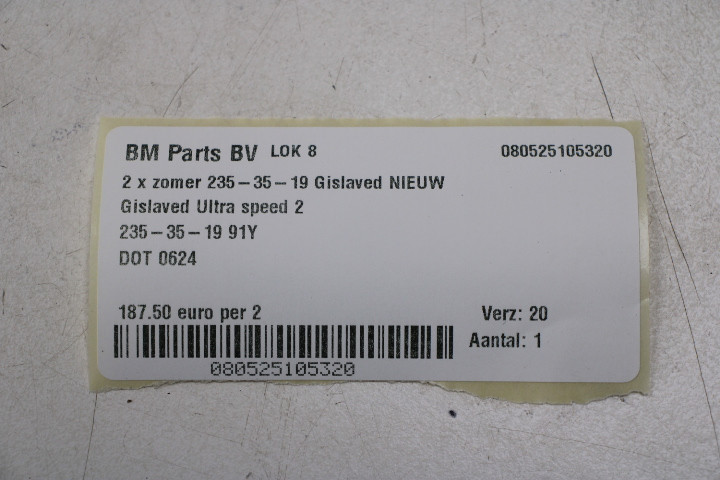 BM Parts BV LOK 8 080525105320
2 x zomer 235-35-19 Gislaved NIEUW
Gislaved Ultra speed 2
235-35-19 91Y
DOT 0624
187.50 euro per 2 Verz: 20
Aantal: 1
080525105320